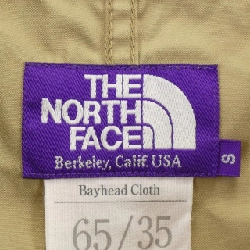 THE
NORTH
FACE
Berkeley, Calif. USA
S
Bayhead Cloth
65/35